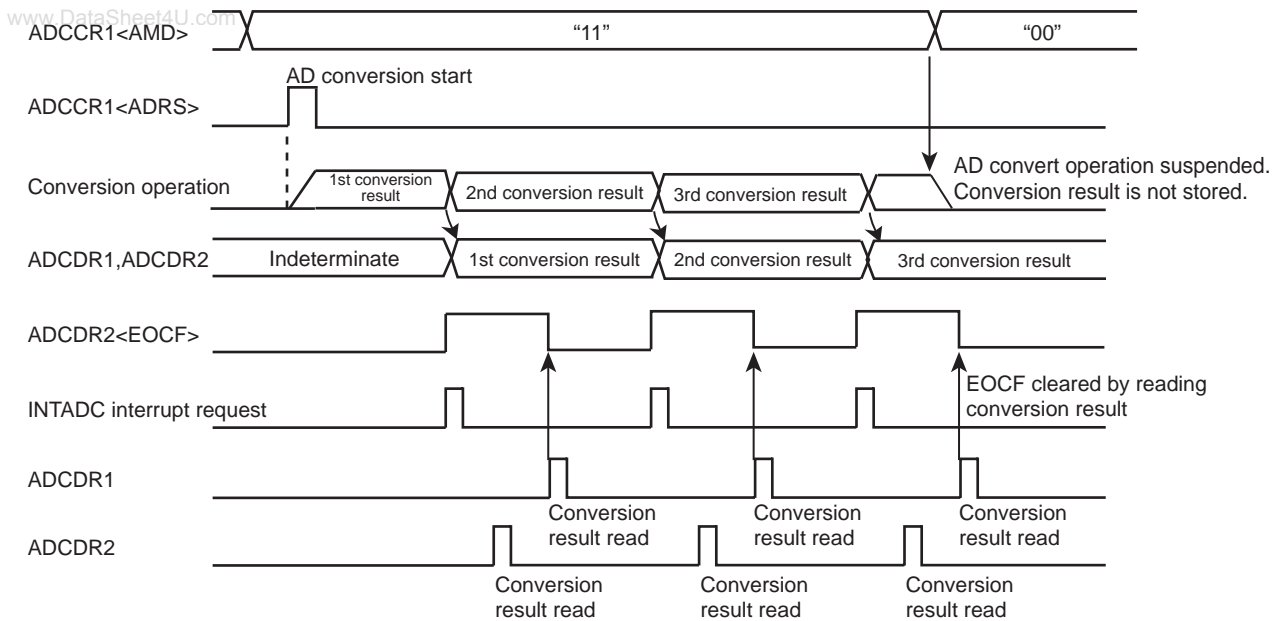 www.DataSheet4U.com
ADCCR1<AMD>
“11”
“00”
AD conversion start
ADCCR1<ADRS>
Conversion operation
1st conversion
result
2nd conversion result
3rd conversion result
AD convert operation suspended.
Conversion result is not stored.
ADCDR1,ADCDR2
Indeterminate
1st conversion result
2nd conversion result
3rd conversion result
ADCDR2<EOCF>
EOCF cleared by reading
conversion result
INTADC interrupt request
ADCDR1
Conversion
result read
Conversion
result read
Conversion
result read
ADCDR2
Conversion
result read
Conversion
result read
Conversion
result read